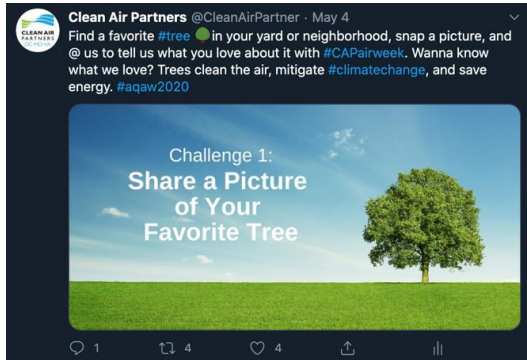 Clean Air Partners @CleanAirPartner · May 4
CLEAN AIR
PARTNERS
DC·MD·VA
Find a favorite #tree 🌳in your yard or neighborhood, snap a picture, and
@ us to tell us what you love about it with #CAPairweek. Wanna know
what we love? Trees clean the air, mitigate #climatechange, and save
energy. #aqaw2020
Challenge 1:
Share a Picture
of Your
Favorite Tree
1 4 4